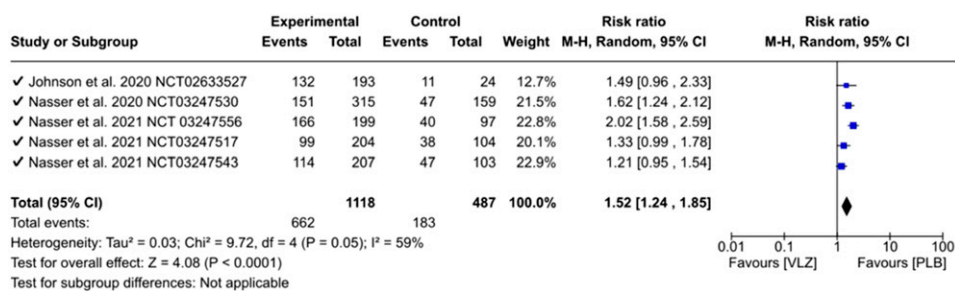 Experimental Control Risk ratio Risk ratio
Study or Subgroup Events Total Events Total Weight M-H, Random, 95% CI M-H, Random, 95% CI
✓ Johnson et al. 2020 NCT02633527 132 193 11 24 12.7% 1.49 [0.96 , 2.33]
✓ Nasser et al. 2020 NCT03247530 151 315 47 159 21.5% 1.62 [1.24 , 2.12]
✓ Nasser et al. 2021 NCT 03247556 166 199 40 97 22.8% 2.02 [1.58 , 2.59]
✓ Nasser et al. 2021 NCT03247517 99 204 38 104 20.1% 1.33 [0.99 , 1.78]
✓ Nasser et al. 2021 NCT03247543 114 207 47 103 22.9% 1.21 [0.95 , 1.54]
Total (95% CI) 1118 487 100.0% 1.52 [1.24 , 1.85]
Total events: 662 183
Heterogeneity: Tau² = 0.03; Chi² = 9.72, df = 4 (P = 0.05); I² = 59%
0.01 0.1 1 10 100
Test for overall effect: Z = 4.08 (P < 0.0001)
Favours [VLZ] Favours [PLB]
Test for subgroup differences: Not applicable